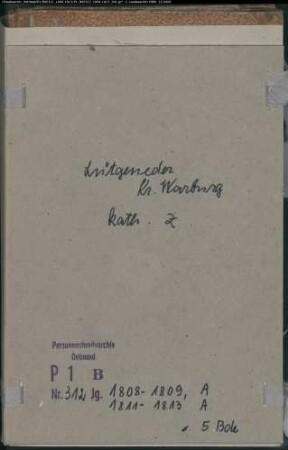 Lütgeneder
Kr. Warburg
kath. Z
Personenstandsarchiv
Detmold
P 1 B
Nr. 312, Jg. 1808-1809, A
1811-1813 A
5 Bde